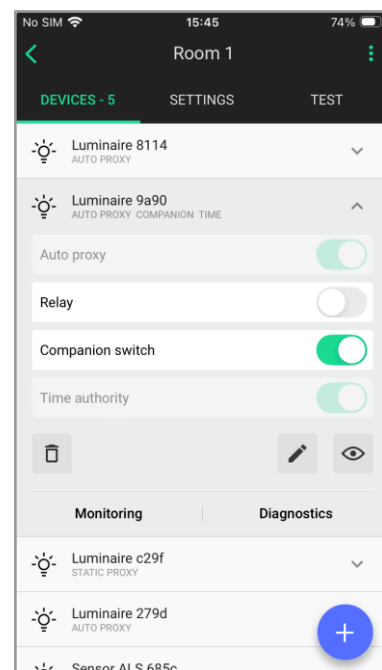 No SIM 15:45 74%
Room 1
DEVICES - 5 SETTINGS TEST
Luminaire 8114
AUTO PROXY
Luminaire 9a90
AUTO PROXY COMPANION TIME
Auto proxy
Relay
Companion switch
Time authority
Monitoring Diagnostics
Luminaire c29f
STATIC PROXY
Luminaire 279d
AUTO PROXY
+
Sensor ALS 685c